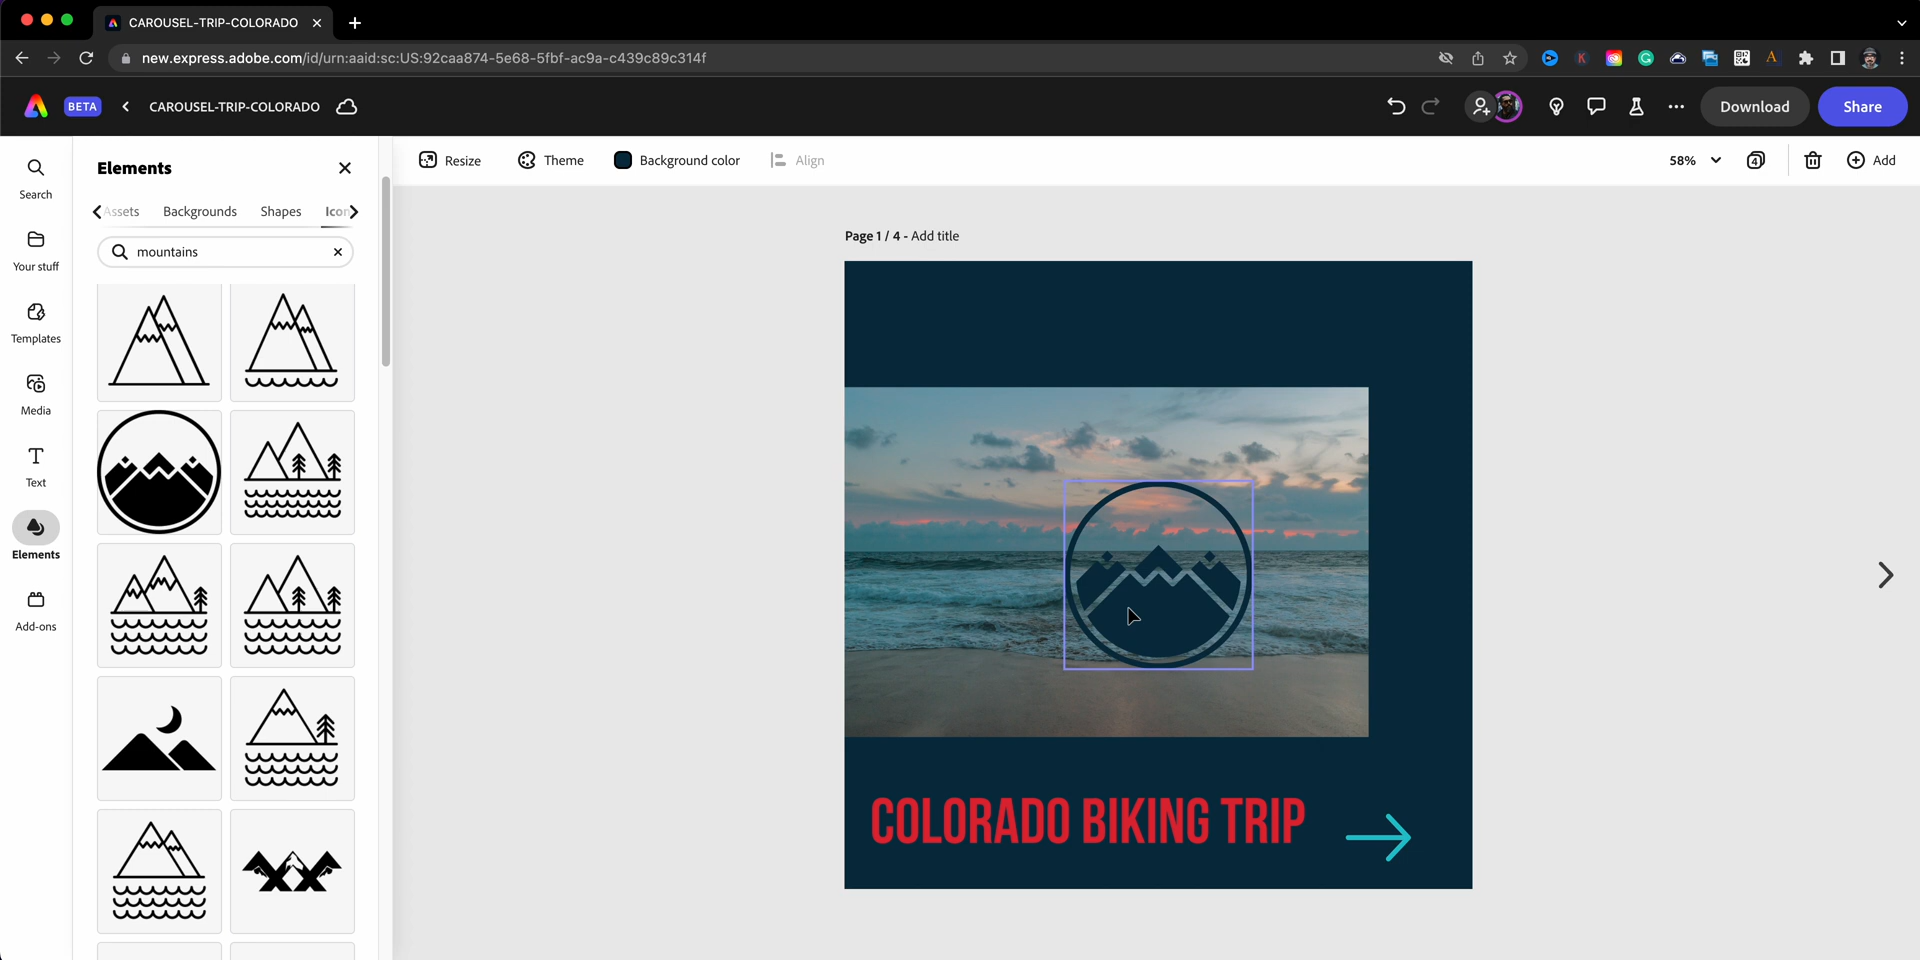 CAROUSEL-TRIP-COLORADO
new.express.adobe.com/id/urn:aaid:sc:US:92caa874-5e68-5fbf-ac9a-c439c89c314f
BETA
CAROUSEL-TRIP-COLORADO
Download
Share
Search
Your stuff
Templates
Media
Text
Elements
Add-ons
Elements
Assets Backgrounds Shapes Icon
mountains
Resize
Theme
Background color
Align
58%
4
Add
Page 1 / 4 - Add title
COLORADO BIKING TRIP